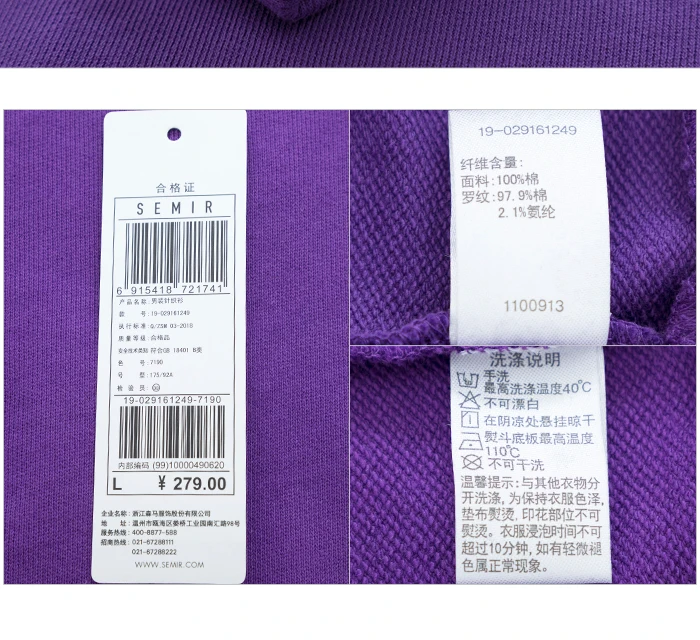 合格证
SEMIR
6 915418 721741
产品名称:男装针织衫
款 号:19-029161249
执行标准:Q/ZSM 03-2010
质量等级:合格品
安全技术类别:符合GB 18401 B类
色 号:7190
号 型:175/92A
检 验 员:
19-029161249-7190
内部编码 (99)10000490620
L ¥ 279.00
企业名称:浙江森马服饰股份有限公司
地 址:温州市瓯海区娄桥工业园南汇路98号
服务热线:400-8877-588
招商热线:021-67288111
021-67288222
WWW.SEMIR.COM
19-029161249
纤维含量:
面料:100%棉
罗纹:97.9%棉
2.1%氨纶
1100913
洗涤说明
手洗
最高洗涤温度40℃
不可漂白
在阴凉处悬挂晾干
熨斗底板最高温度
110℃
不可干洗
温馨提示:与其他衣物分
开洗涤,为保持衣服色泽,
垫布熨烫.印花部位不可
熨烫。衣服浸泡时间不可
超过10分钟,如有轻微褪
色属正常现象。